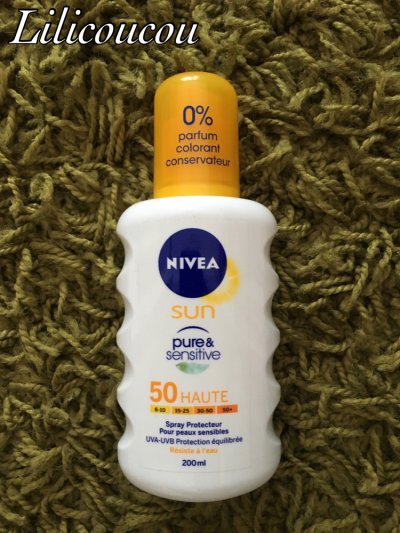 Lilicoucou
0%
parfum
colorant
conservateur
NIVEA
sun
pure&
sensitive
50 HAUTE
6-10 15-25 30-50 50+
Spray Protecteur
Pour peaux sensibles
UVA-UVB Protection équilibrée
Résiste à l'eau
200ml